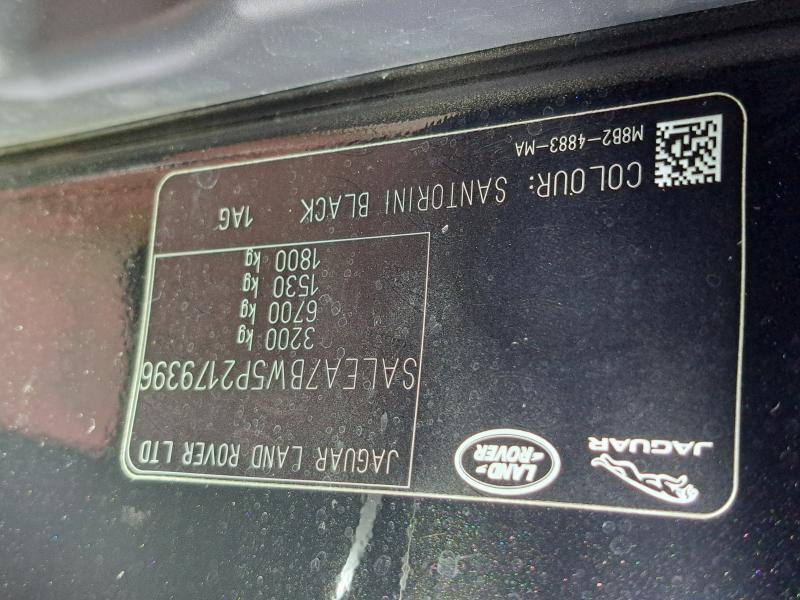 JAGUAR
LAND-
-ROVER
JAGUAR LAND ROVER LTD
SALEA7BW5P2179396
3200 kg
6700 kg
1530 kg
1800 kg
1AG
COLOUR: SANTORINI BLACK
M8B2-4883-MA